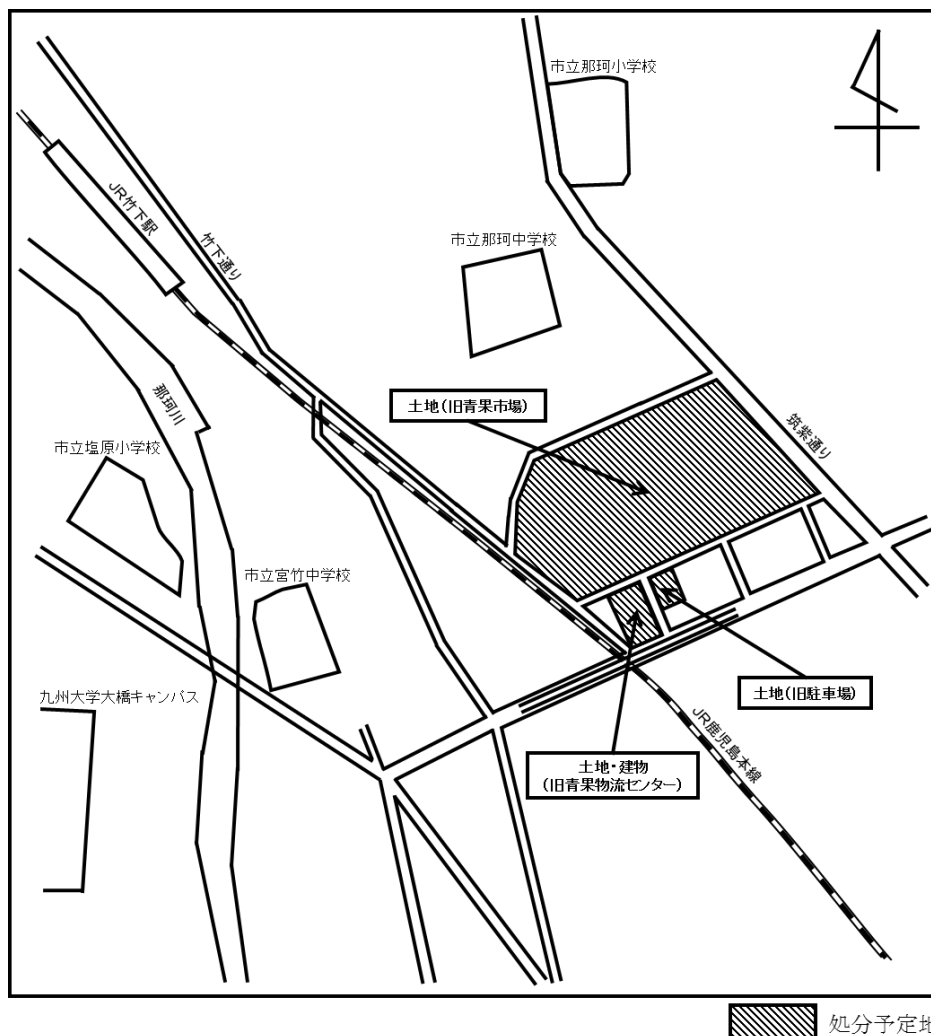 市立那珂小学校
JR竹下駅
竹下通り
市立那珂中学校
土地(旧青果市場)
那珂川
筑紫通り
市立塩原小学校
市立宮竹中学校
九州大学大橋キャンパス
土地(旧駐車場)
JR鹿児島本線
土地・建物
(旧青果物流センター)
処分予定地